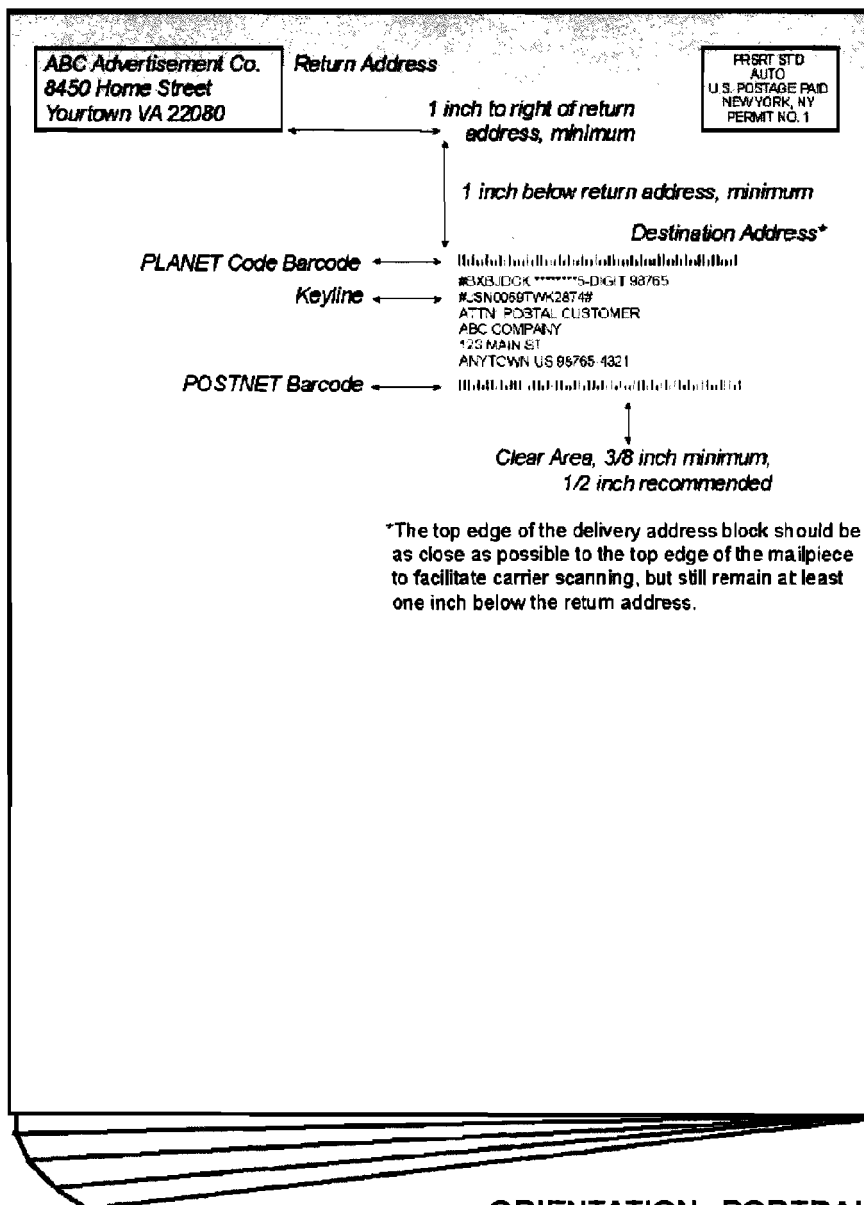 ABC Advertisement Co.
8450 Home Street
Yourtown VA 22080
Return Address
PRSRT STD
AUTO
U.S. POSTAGE PAID
NEW YORK, NY
PERMIT NO. 1
1 inch to right of return
address, minimum
1 inch below return address, minimum
Destination Address*
PLANET Code Barcode
#BXBJDCK ********5-DIGIT 98765
Keyline
#JSN0069TWK2874#
ATTN: POSTAL CUSTOMER
ABC COMPANY
123 MAIN ST
ANYTOWN US 98765-4321
POSTNET Barcode
Clear Area, 3/8 inch minimum,
1/2 inch recommended
*The top edge of the delivery address block should be
as close as possible to the top edge of the mailpiece
to facilitate carrier scanning, but still remain at least
one inch below the return address.